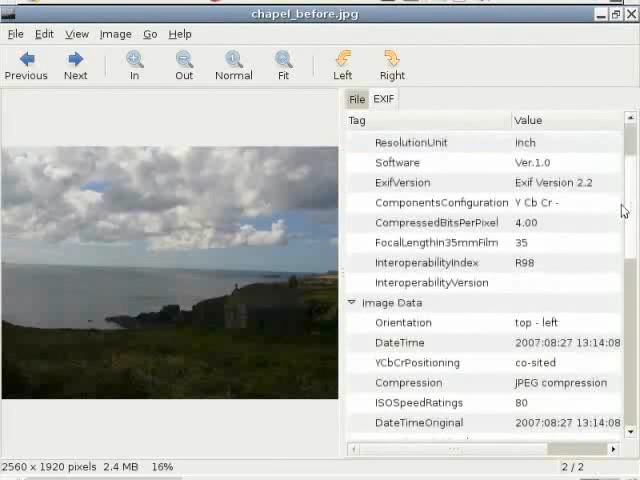 chapel_before.jpg
File Edit View Image Go Help
Previous Next In Out Normal Fit Left Right
File EXIF
Tag Value
ResolutionUnit Inch
Software Ver.1.0
ExifVersion Exif Version 2.2
ComponentsConfiguration Y Cb Cr -
CompressedBitsPerPixel 4.00
FocalLengthIn35mmFilm 35
InteroperabilityIndex R98
InteroperabilityVersion
Image Data
Orientation top - left
DateTime 2007:08:27 13:14:08
YCbCrPositioning co-sited
Compression JPEG compression
ISOSpeedRatings 80
DateTimeOriginal 2007:08:27 13:14:08
2560 x 1920 pixels 2.4 MB 16% 2 / 2